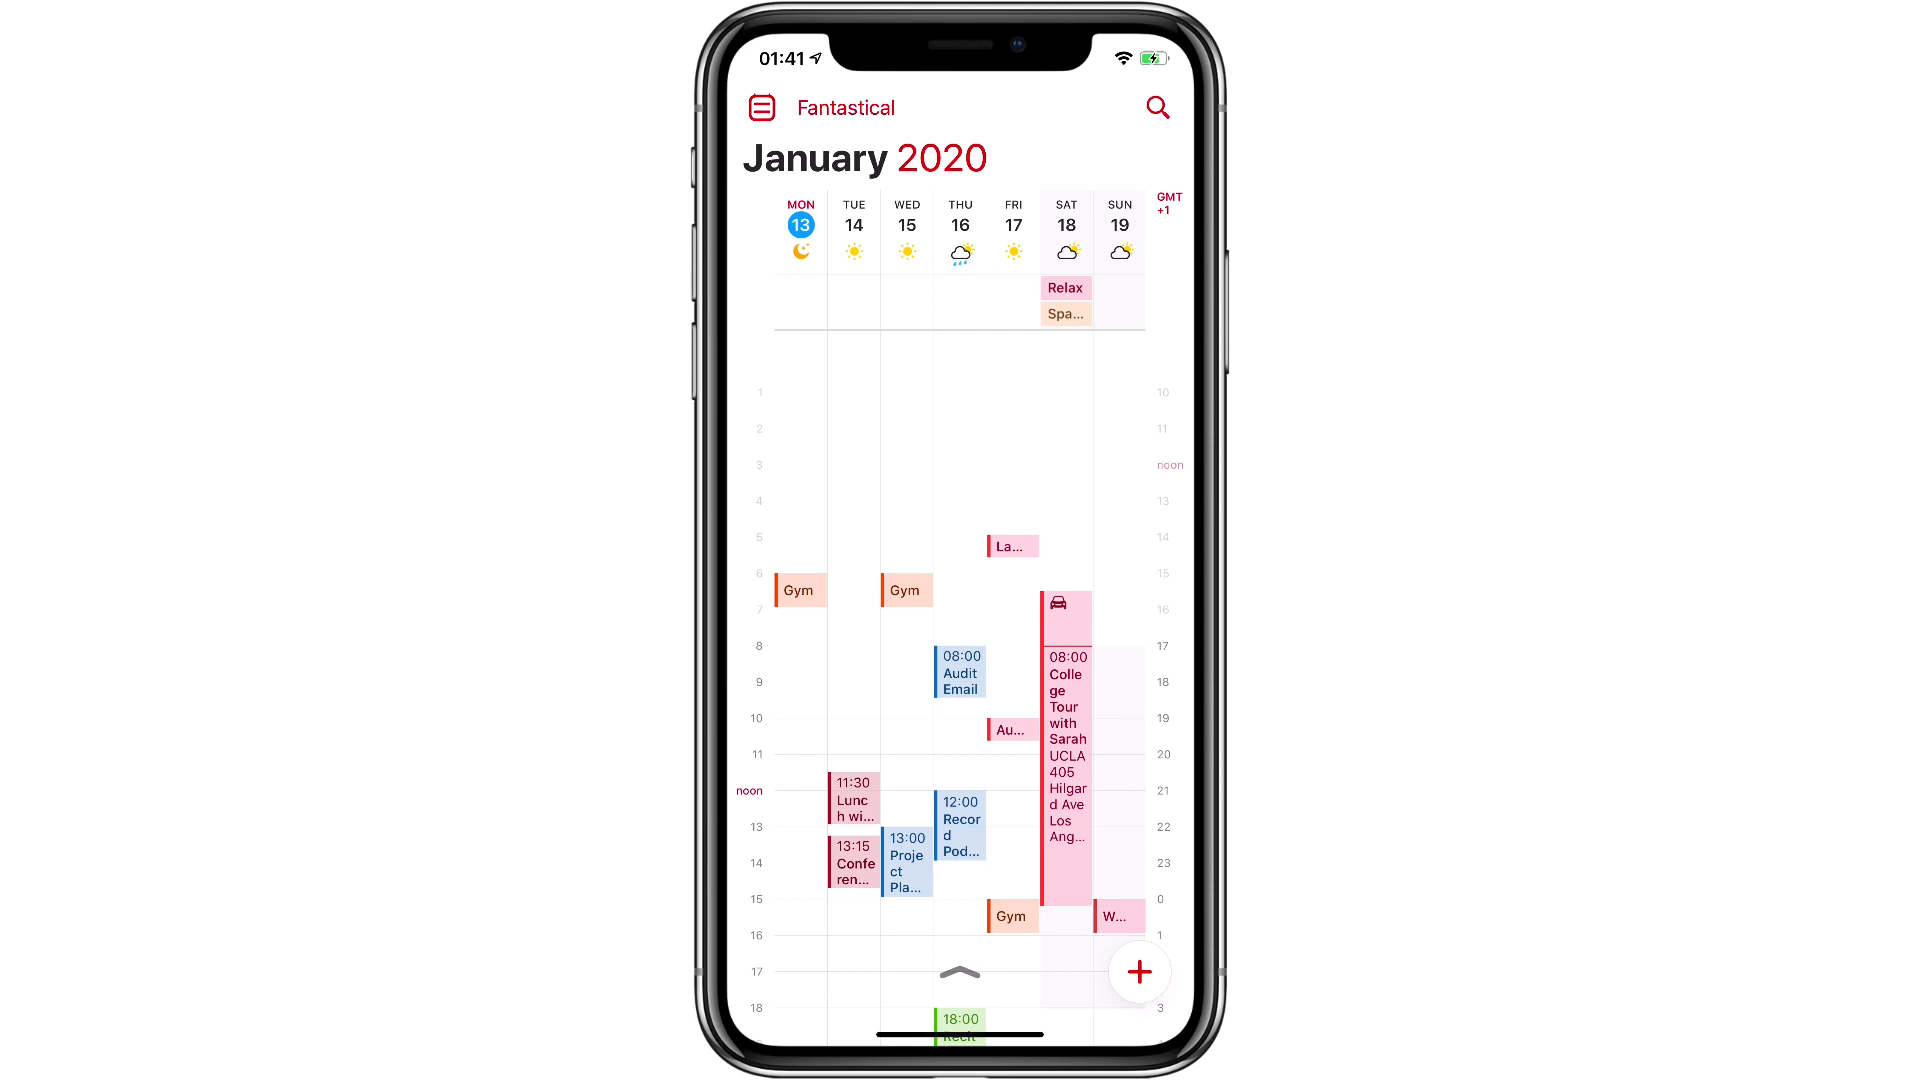 01:41
Fantastical
January 2020
MON TUE WED THU FRI SAT SUN GMT
13 14 15 16 17 18 19 +1
Relax
Spa...
1 10
2 11
3 noon
4 13
5 14
La...
6 15
Gym Gym
7 16
8 17
08:00
Audit
Email
08:00
Colle
ge
Tour
with
Sarah
UCLA
405
Hilgar
d Ave
Los
Ang...
9 18
10 19
Au...
11 20
11:30
Lunc
h wi...
noon 21
12:00
Recor
d
Pod...
13 22
13:00
Proje
ct
Pla...
13:15
Confe
ren...
14 23
15 0
Gym
W...
16 1
17
18 3
18:00
Recit